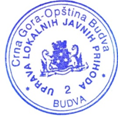 Crna Gora-Opština Budva
UPRAVA LOKALNIH JAVNIH PRIHODA
2
BUDVA